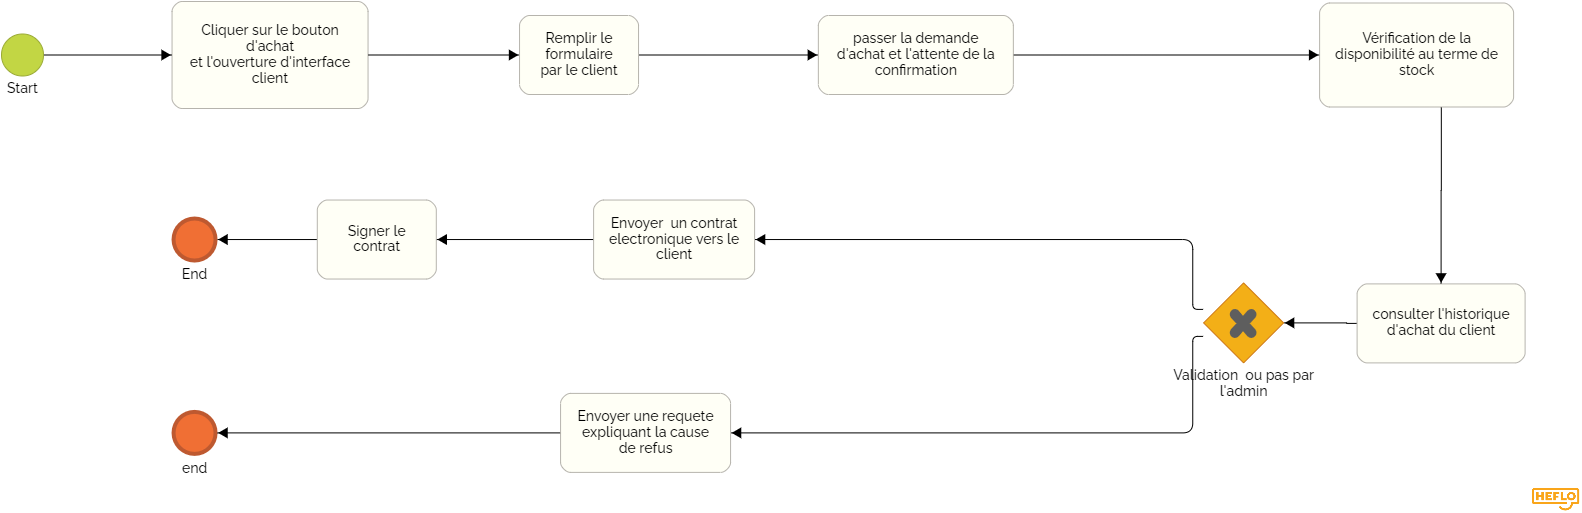 Start
Cliquer sur le bouton
d'achat
et l'ouverture d'interface
client
Remplir le
formulaire
par le client
passer la demande
d'achat et l'attente de la
confirmation
Vérification de la
disponibilité au terme de
stock
consulter l'historique
d'achat du client
Validation ou pas par
l'admin
Envoyer un contrat
electronique vers le
client
Signer le
contrat
End
Envoyer une requete
expliquant la cause
de refus
end
HEFLO